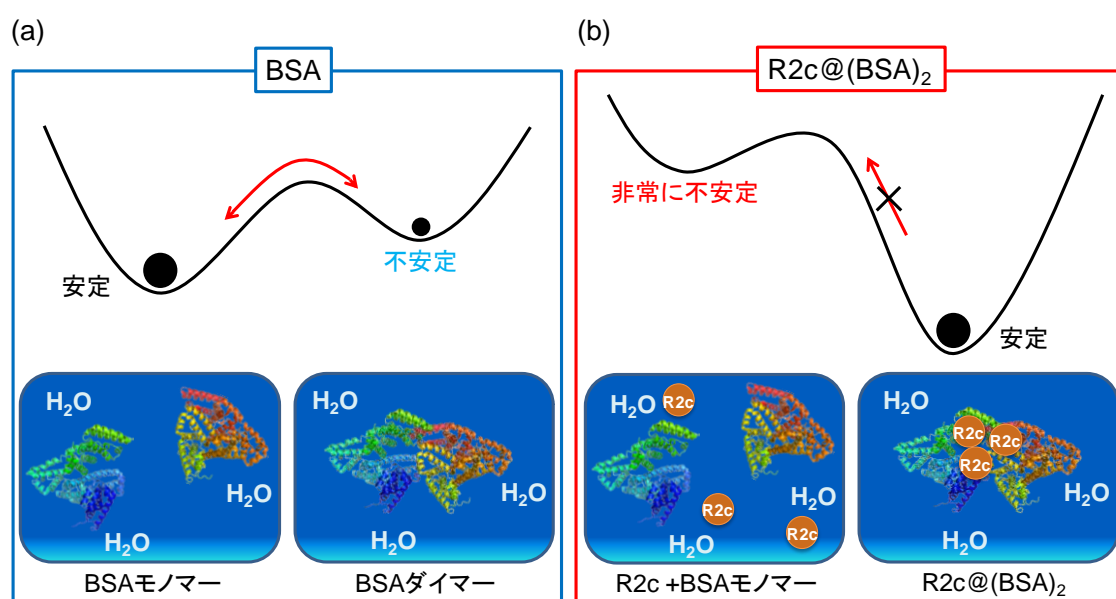 (a)
BSA
安定
不安定
H₂O
H₂O
H₂O
BSAモノマー
H₂O
H₂O
H₂O
BSAダイマー
(b)
R2c@(BSA)₂
非常に不安定
安定
H₂O
R2c
H₂O
R2c
R2c
H₂O
R2c +BSAモノマー
H₂O
R2c
R2c
R2c
H₂O
H₂O
R2c@(BSA)₂